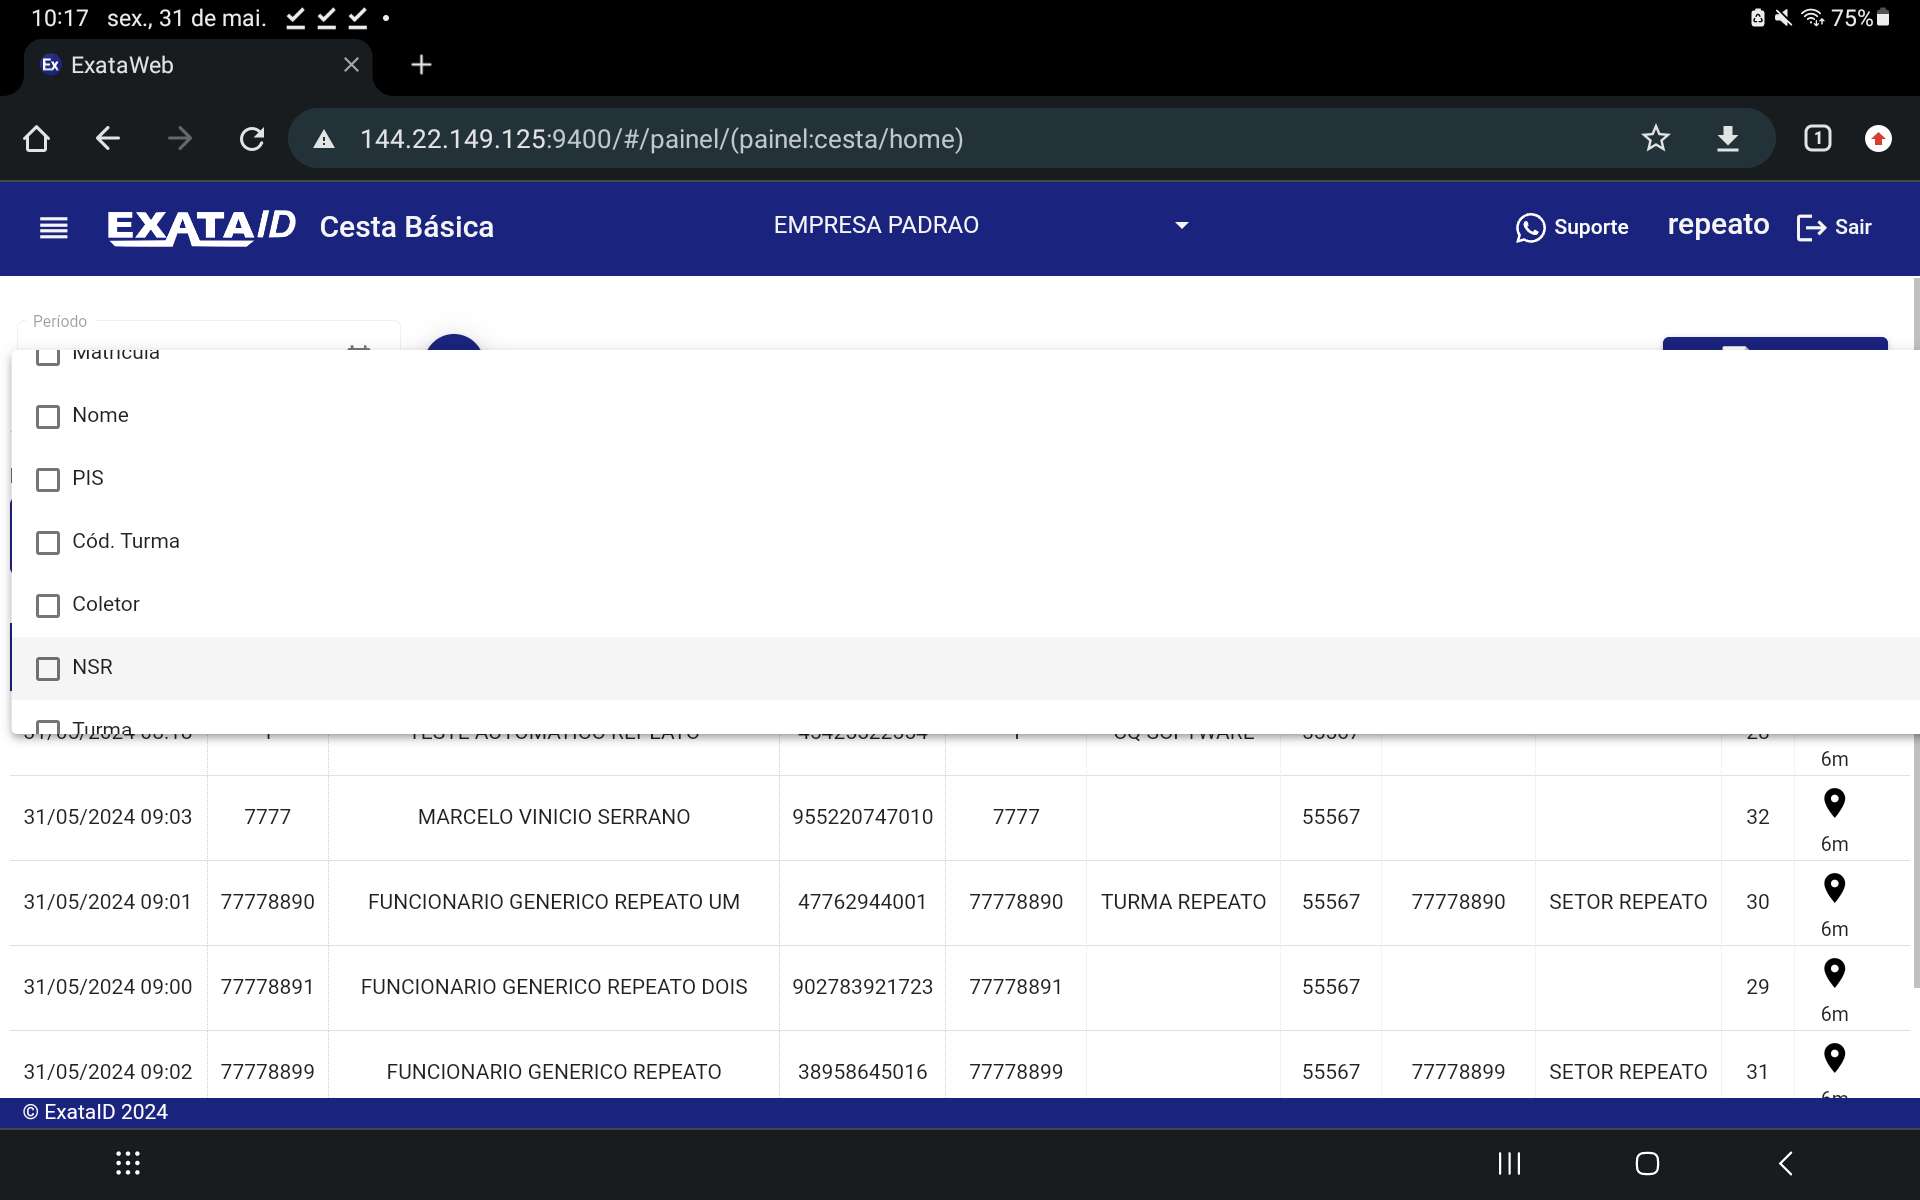 10:17 sex., 31 de mai. 75%
Ex ExataWeb
144.22.149.125:9400/#/painel/(painel:cesta/home) 1
EXATAID Cesta Básica EMPRESA PADRAO Suporte repeato Sair
Período
Matrícula
Nome
PIS
Cód. Turma
Coletor
NSR
Turma
6m
31/05/2024 09:03 7777 MARCELO VINICIO SERRANO 955220747010 7777 55567 32
6m
31/05/2024 09:01 77778890 FUNCIONARIO GENERICO REPEATO UM 47762944001 77778890 TURMA REPEATO 55567 77778890 SETOR REPEATO 30
6m
31/05/2024 09:00 77778891 FUNCIONARIO GENERICO REPEATO DOIS 902783921723 77778891 55567 29
6m
31/05/2024 09:02 77778899 FUNCIONARIO GENERICO REPEATO 38958645016 77778899 55567 77778899 SETOR REPEATO 31
© ExataID 2024